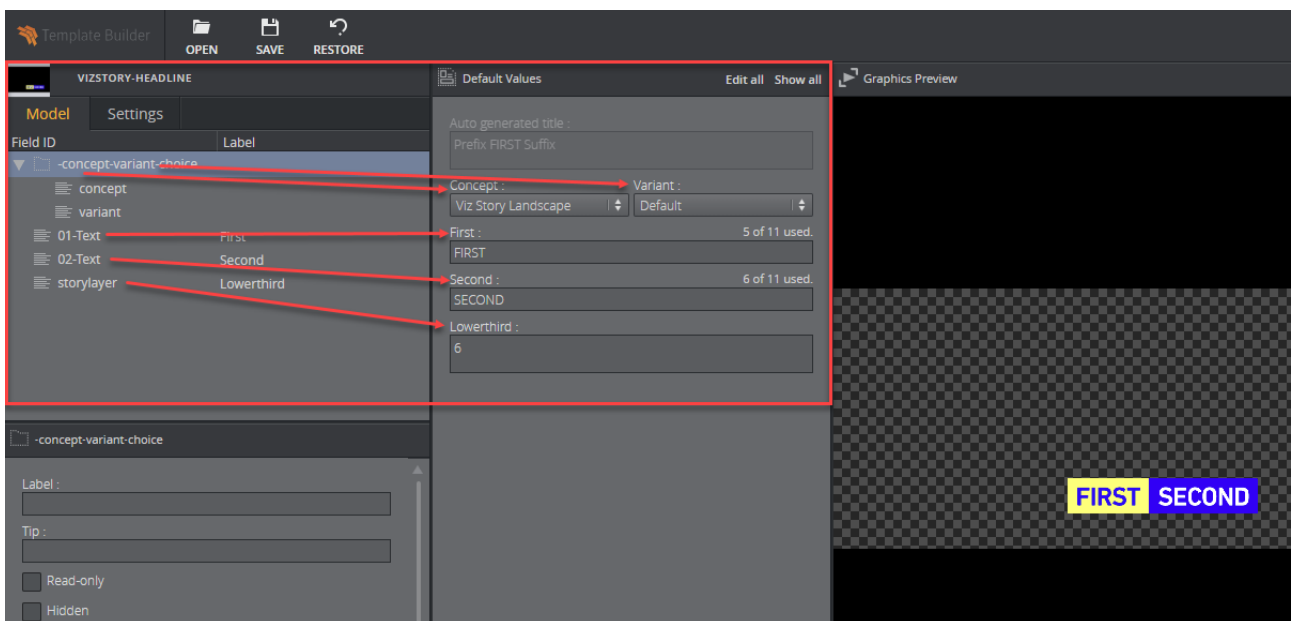 Template Builder
OPEN SAVE RESTORE
VIZSTORY-HEADLINE
Model Settings
Field ID Label
-concept-variant-choice
concept
variant
01-Text First
02-Text Second
storylayer Lowerthird
-concept-variant-choice
Label :
Tip :
Read-only
Hidden
Default Values Edit all Show all
Auto generated title :
Prefix FIRST Suffix
Concept : Variant :
Viz Story Landscape Default
First : 5 of 11 used.
FIRST
Second : 6 of 11 used.
SECOND
Lowerthird :
6
Graphics Preview
FIRST SECOND